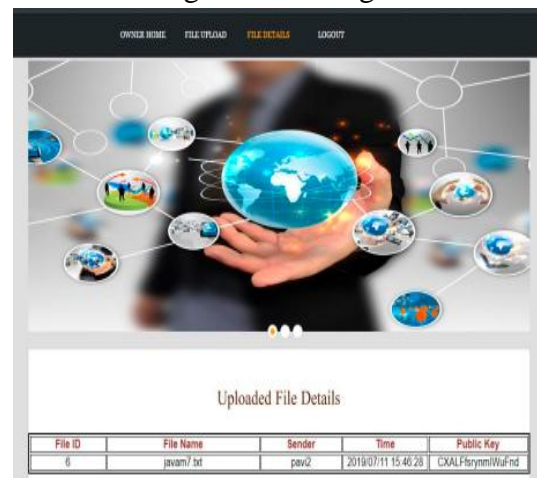 OWNER HOME FILE UPLOAD FILE DETAILS LOGOUT
Uploaded File Details
File ID File Name Sender Time Public Key
6 javam7.txt pavi2 2019/07/11 15:46:28